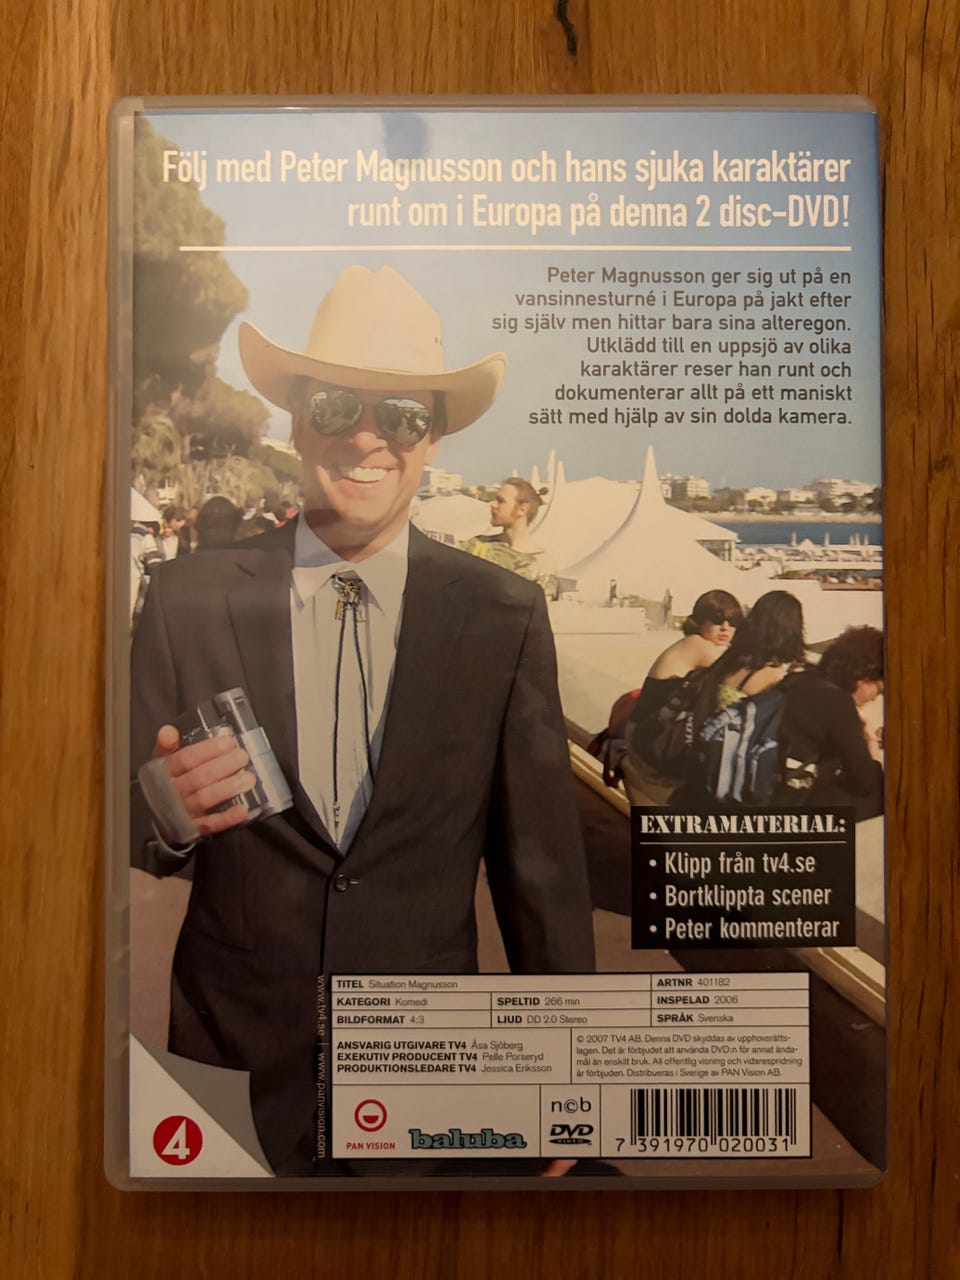 Följ med Peter Magnusson och hans sjuka karaktärer
runt om i Europa på denna 2 disc-DVD!
Peter Magnusson ger sig ut på en
vansinnesturné i Europa på jakt efter
sig själv men hittar bara sina alteregon.
Utklädd till en uppsjö av olika
karaktärer reser han runt och
dokumenterar allt på ett maniskt
sätt med hjälp av sin dolda kamera.
EXTRAMATERIAL:
• Klipp från tv4.se
• Bortklippta scener
• Peter kommenterar
TITEL Situation Magnusson
ARTNR 401182
KATEGORI Komedi
SPELTID 266 min
INSPELAD 2006
BILDFORMAT 4:3
LJUD DD 2.0 Stereo
SPRÅK Svenska
ANSVARIG UTGIVARE TV4 Åsa Sjöberg
EXEKUTIV PRODUCENT TV4 Pelle Porseryd
PRODUKTIONSLEDARE TV4 Jessica Eriksson
© 2007 TV4 AB. Denna DVD skyddas av upphovsrätts-
lagen. Det är förbjudet att använda DVD:n för annat ända-
mål än enskilt bruk. All offentlig visning och vidarespridning
är förbjuden. Distribueras i Sverige av PAN Vision AB.
www.tv4.se | www.panvision.com
4
PAN VISION
baluba
n©b
DVD
VIDEO
7 391970 020031